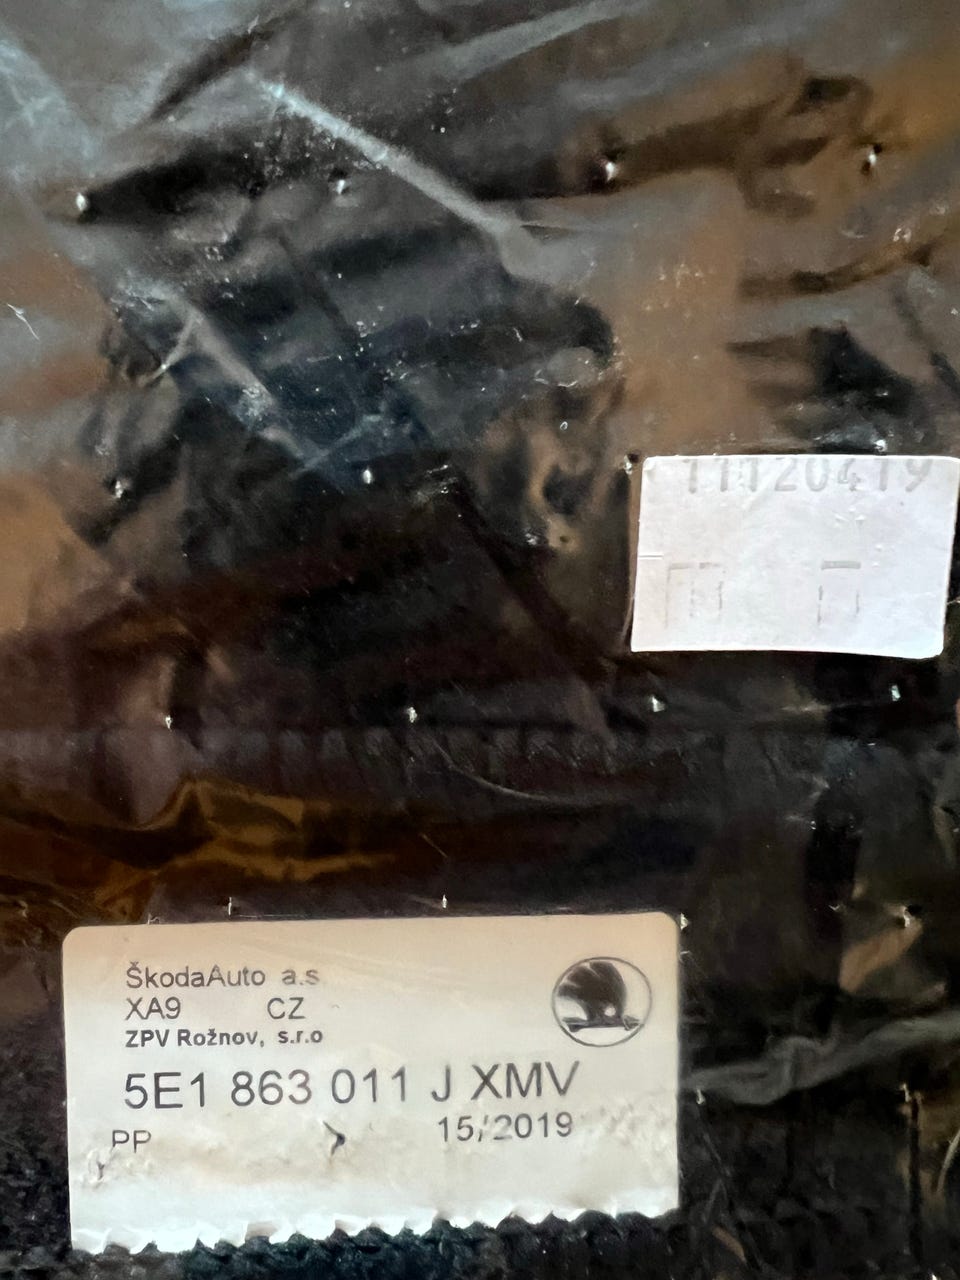 11120419
ŠkodaAuto a.s
XA9 CZ
ZPV Rožnov, s.r.o
5E1 863 011 J XMV
PP 15/2019